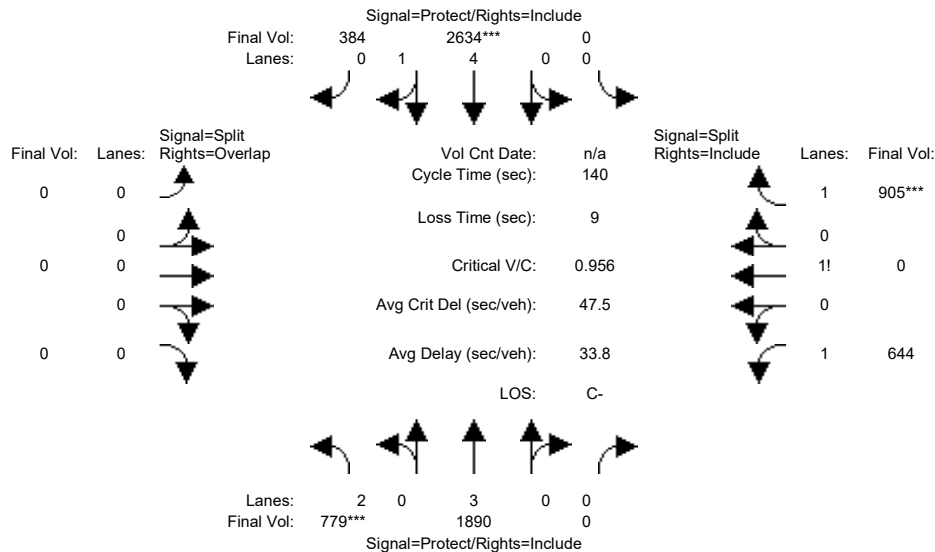 Signal=Protect/Rights=Include
Final Vol: 384 2634*** 0
Lanes: 0 1 4 0 0
Signal=Split
Final Vol: Lanes: Rights=Overlap
Vol Cnt Date: n/a
Signal=Split
Rights=Include Lanes: Final Vol:
Cycle Time (sec): 140
0 0
1 905***
Loss Time (sec): 9
0
0
0 0
Critical V/C: 0.956
1! 0
0
Avg Crit Del (sec/veh): 47.5
0
0 0
Avg Delay (sec/veh): 33.8
1 644
LOS: C-
Lanes: 2 0 3 0 0
Final Vol: 779*** 1890 0
Signal=Protect/Rights=Include